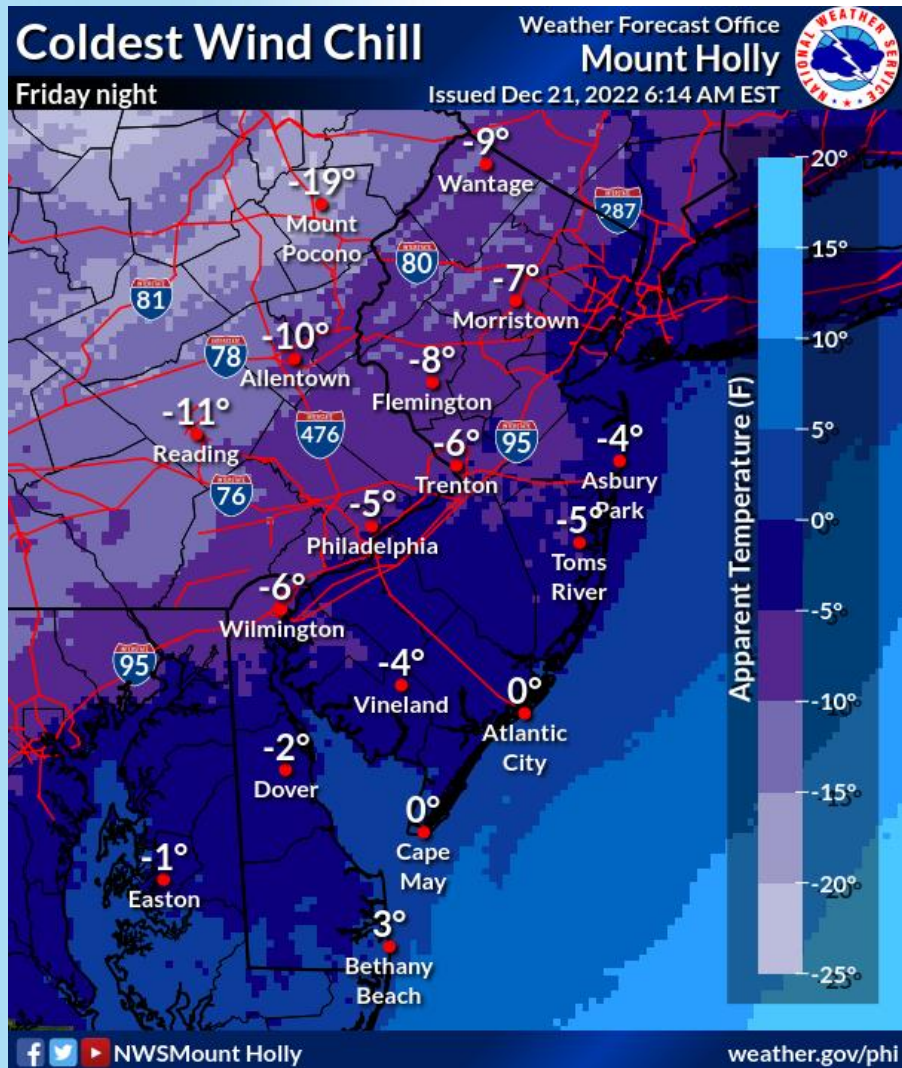 Coldest Wind Chill
Weather Forecast Office
Mount Holly
Friday night
Issued Dec 21, 2022 6:14 AM EST
NATIONAL WEATHER SERVICE
-9°
Wantage
-19°
Mount
Pocono
287
80
81
-7°
Morristown
-10°
Allentown
78
-8°
Flemington
-11°
Reading
476
-6°
Trenton
95
-4°
Asbury
Park
76
-5°
Philadelphia
-5°
Toms
River
-6°
Wilmington
95
-4°
Vineland
0°
Atlantic
City
-2°
Dover
0°
Cape
May
-1°
Easton
3°
Bethany
Beach
Apparent Temperature (F)
20°
15°
10°
5°
0°
-5°
-10°
-15°
-20°
-25°
NWSMount Holly
weather.gov/phi